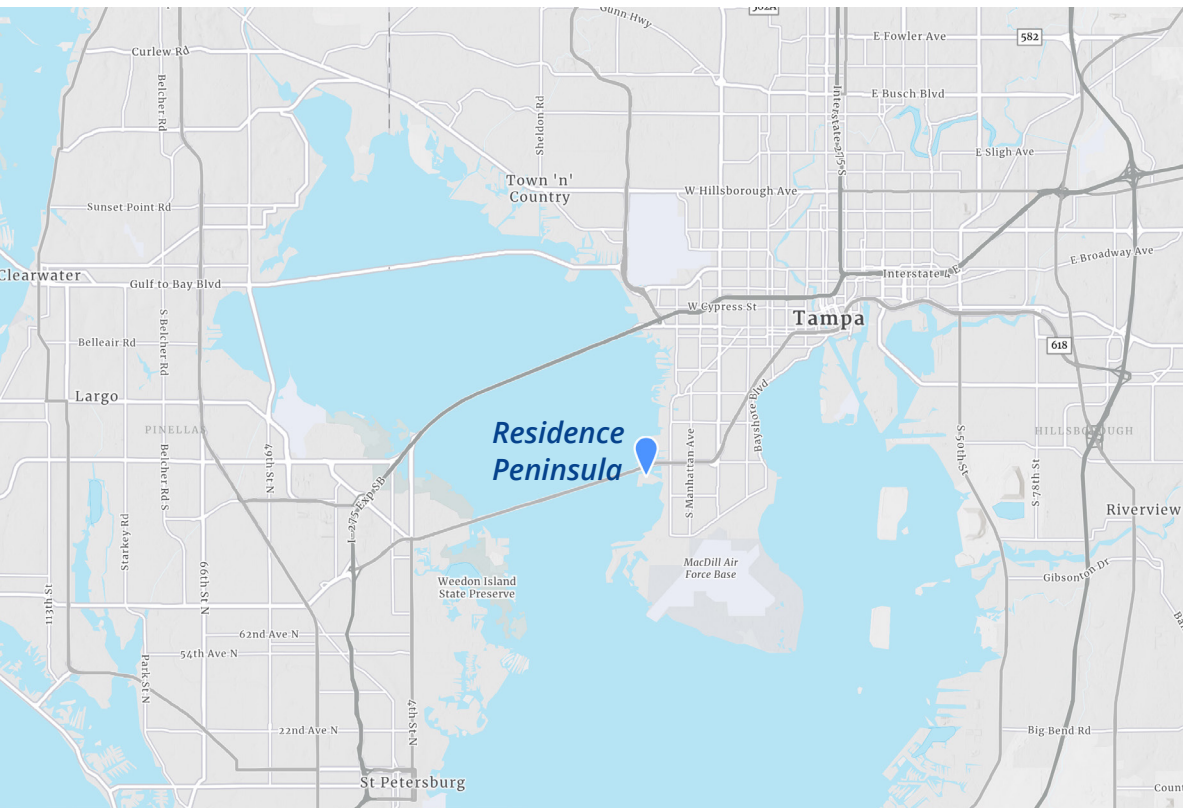 Gunn Hwy
E Fowler Ave
582
Curlew Rd
Belcher Rd
E Busch Blvd
Interstate 275 S
Sheldon Rd
E Sligh Ave
Town 'n'
Country
W Hillsborough Ave
Sunset Point Rd
E Broadway Ave
Clearwater
Interstate 4 E
Gulf to Bay Blvd
W Cypress St
Tampa
S Belcher Rd
Belleair Rd
618
Largo
Bayshore Blvd
PINELLAS
Residence
Peninsula
HILLSBOROUGH
49th St N
S Manhattan Ave
S 50th St
Belcher Rd S
S 78th St
I-275 Exp SB
Riverview
Starkey Rd
MacDill Air
Force Base
Gibsonton Dr
Weedon Island
State Preserve
113th St
66th St N
62nd Ave N
54th Ave N
Park St N
4th St N
22nd Ave N
Big Bend Rd
St Petersburg